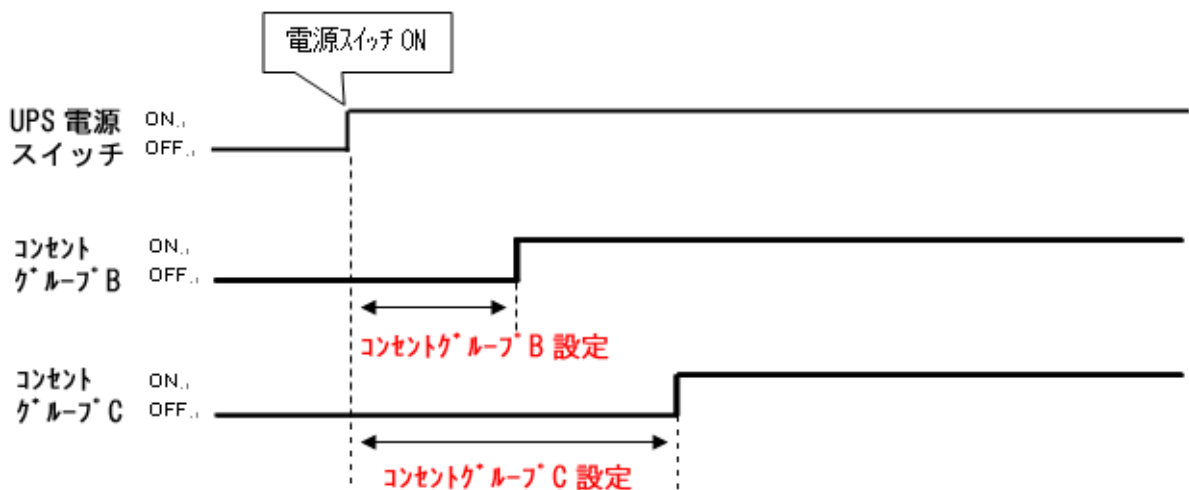 電源ｽｲｯﾁ ON
UPS 電源
スイッチ
ON
OFF
ｺﾝｾﾝﾄ
ｸﾞﾙｰﾌﾟB
ON
OFF
ｺﾝｾﾝﾄｸﾞﾙｰﾌﾟB 設定
ｺﾝｾﾝﾄ
ｸﾞﾙｰﾌﾟC
ON
OFF
ｺﾝｾﾝﾄｸﾞﾙｰﾌﾟC 設定